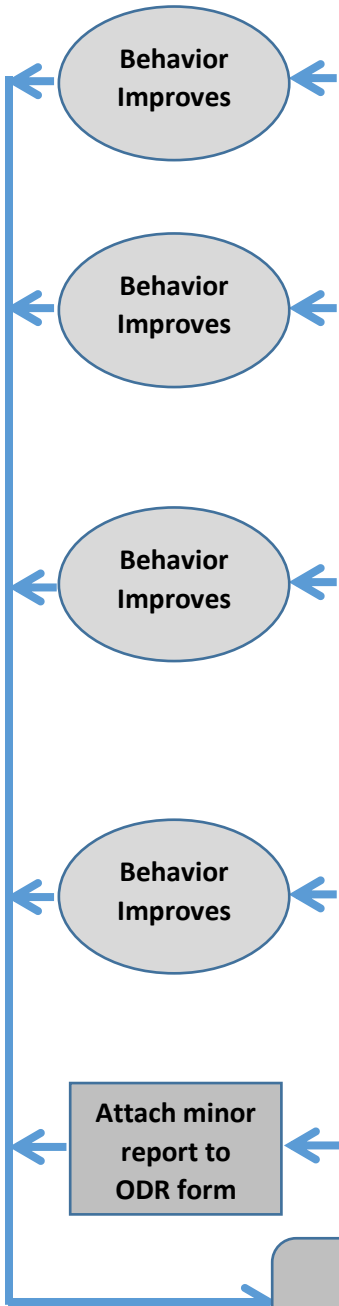 Behavior
Improves
Behavior
Improves
Behavior
Improves
Behavior
Improves
Attach minor
report to
ODR form